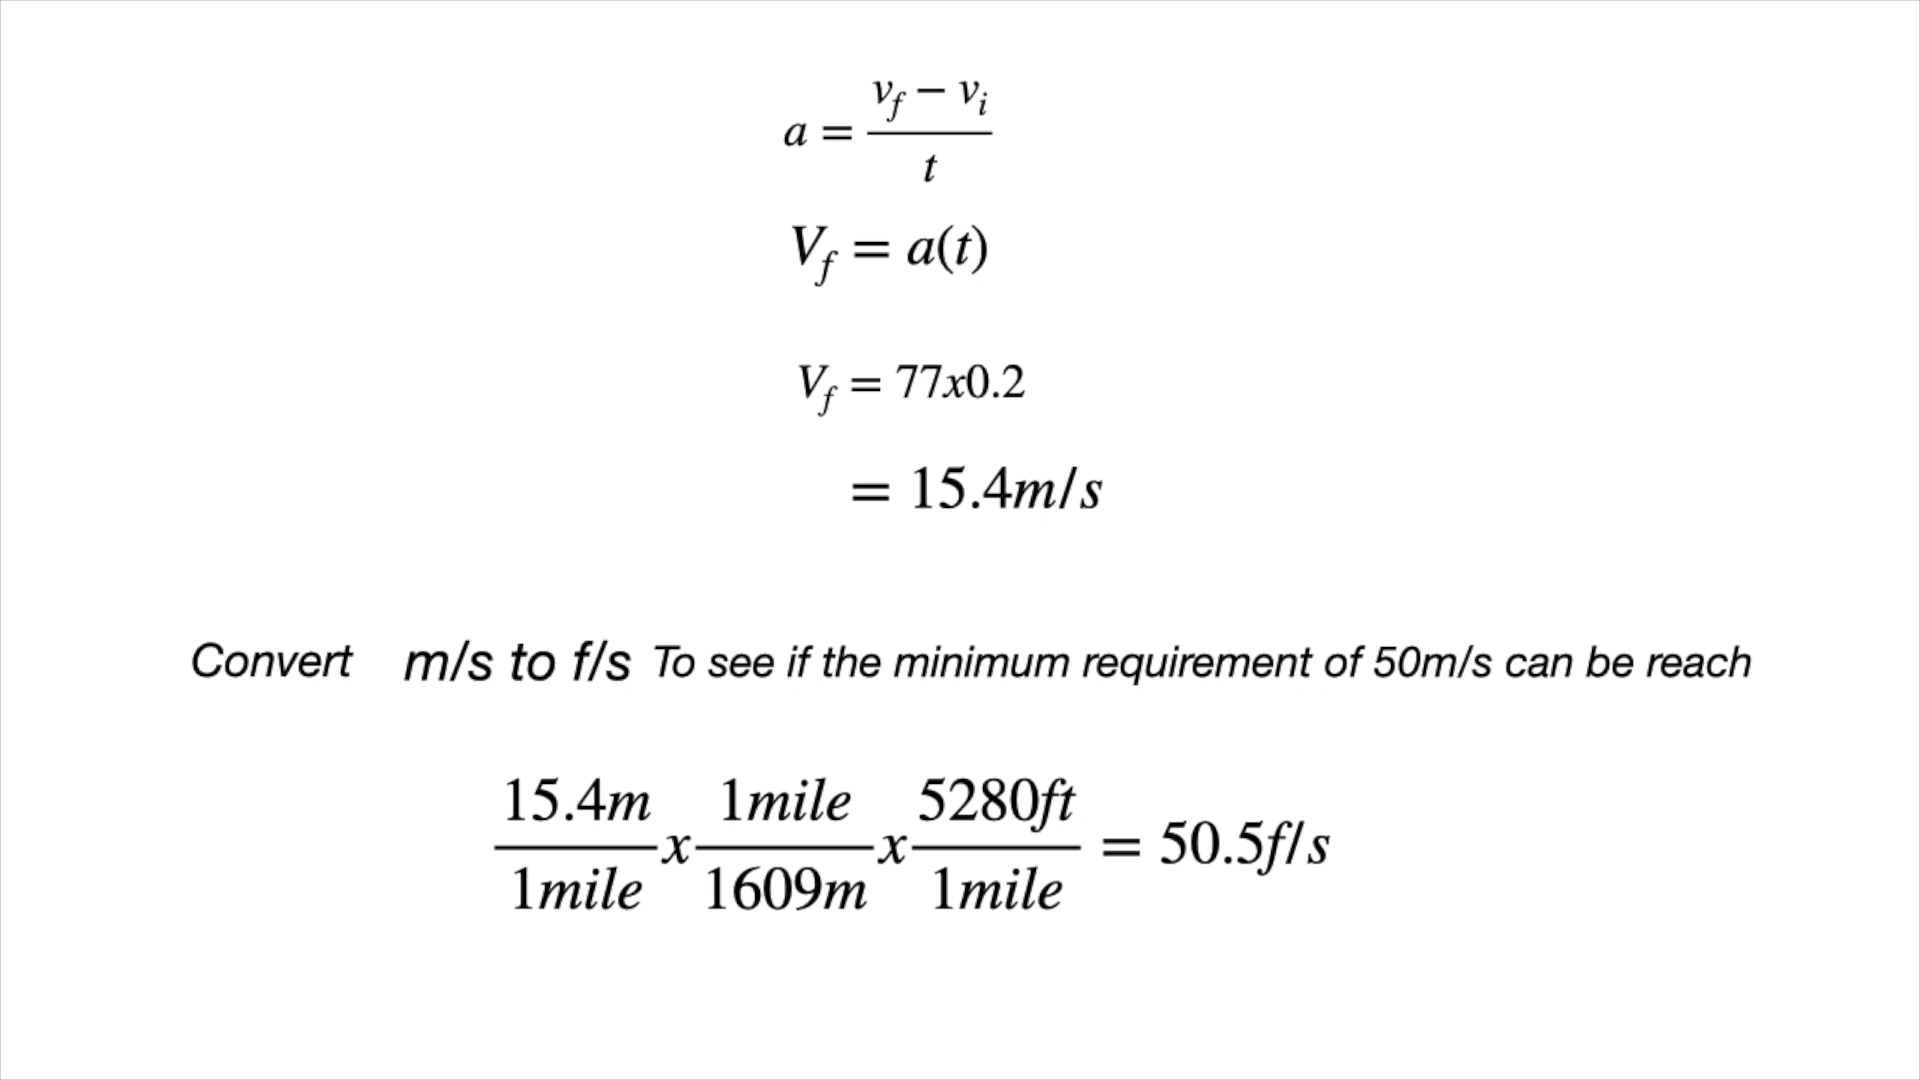 a = (v_f − v_i) / t
V_f = a(t)
V_f = 77x0.2
= 15.4m/s
Convert m/s to f/s To see if the minimum requirement of 50m/s can be reach
15.4m/1mile x 1mile/1609m x 5280ft/1mile = 50.5f/s